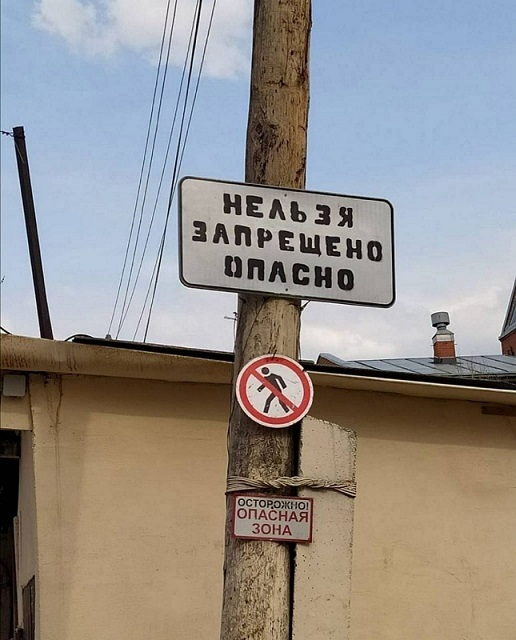 НЕЛЬЗЯ
ЗАПРЕЩЕНО
ОПАСНО
ОСТОРОЖНО!
ОПАСНАЯ
ЗОНА